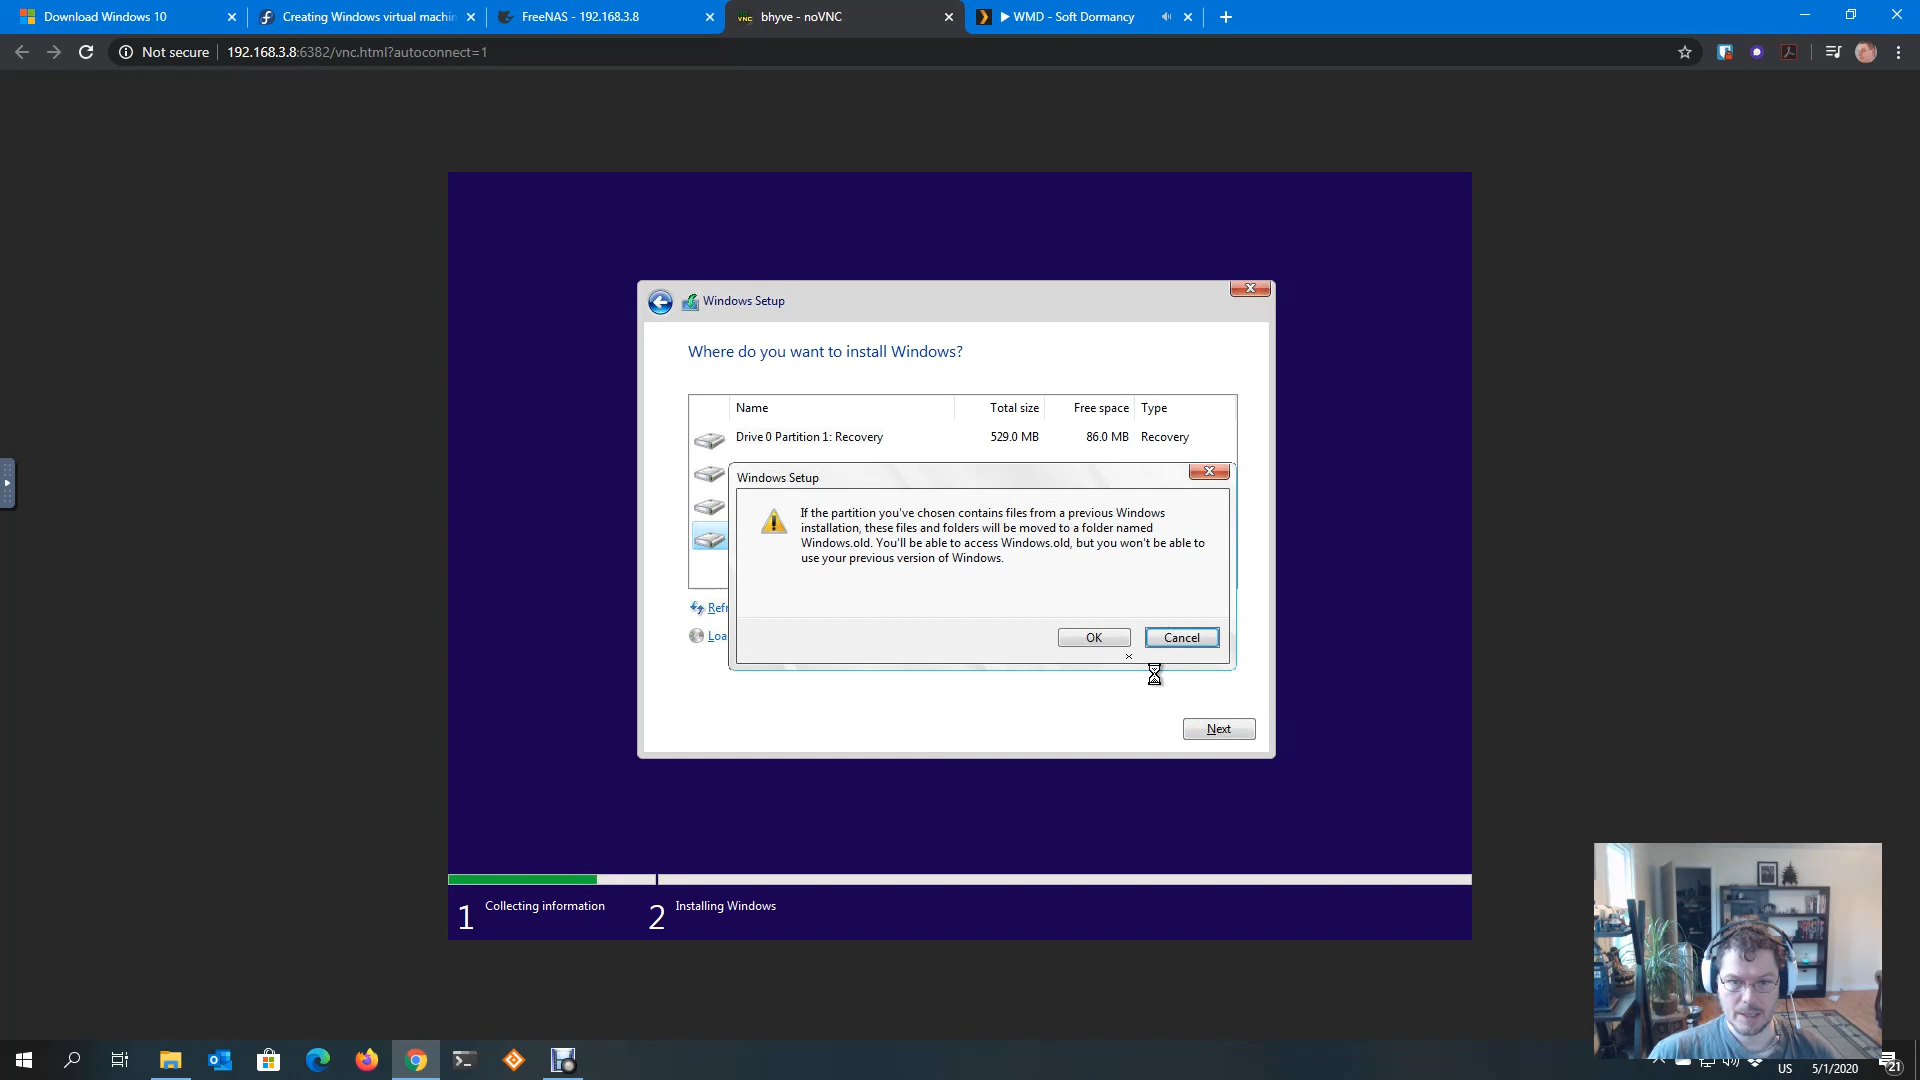 Download Windows 10
Creating Windows virtual machin
FreeNAS - 192.168.3.8
VNC
bhyve - noVNC
WMD - Soft Dormancy
Not secure
192.168.3.8:6382/vnc.html?autoconnect=1
Windows Setup
Where do you want to install Windows?
Name
Total size
Free space
Type
Drive 0 Partition 1: Recovery
529.0 MB
86.0 MB
Recovery
Windows Setup
If the partition you've chosen contains files from a previous Windows
installation, these files and folders will be moved to a folder named
Windows.old. You'll be able to access Windows.old, but you won't be able to
use your previous version of Windows.
Refr
Loa
OK
Cancel
Next
1
Collecting information
2
Installing Windows
US
5/1/2020
21